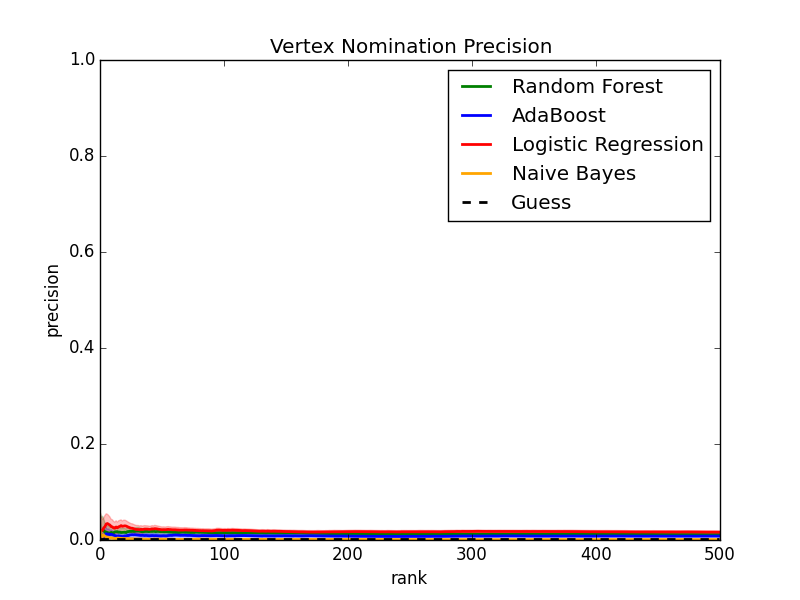 Vertex Nomination Precision
1.0
0.8
0.6
0.4
0.2
0.0
precision
Random Forest
AdaBoost
Logistic Regression
Naive Bayes
Guess
0 100 200 300 400 500
rank